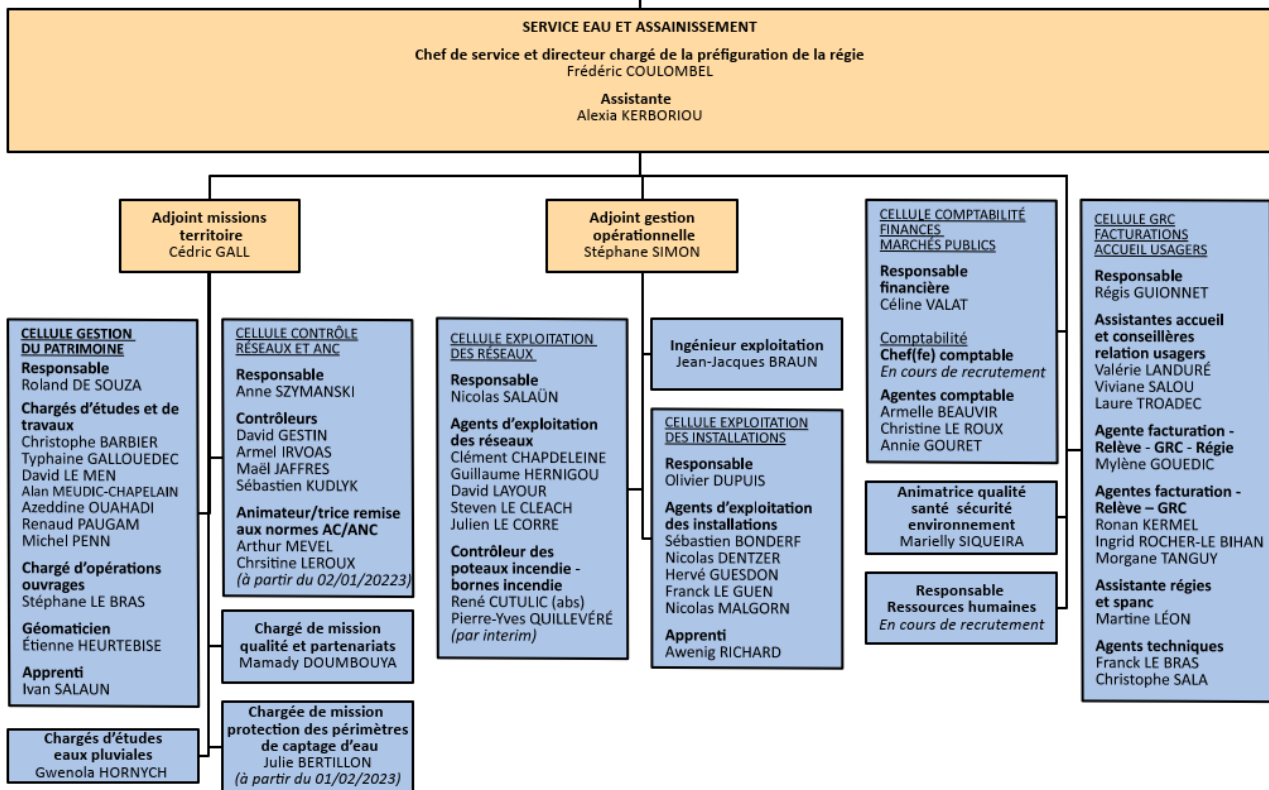 SERVICE EAU ET ASSAINISSEMENT
Chef de service et directeur chargé de la préfiguration de la régie
Frédéric COULOMBEL
Assistante
Alexia KERBORIOU
Adjoint missions
territoire
Cédric GALL
CELLULE GESTION
DU PATRIMOINE
Responsable
Roland DE SOUZA
Chargés d'études et de
travaux
Christophe BARBIER
Typhaine GALLOUEDEC
David LE MEN
Alan MEUDIC-CHAPELAIN
Azeddine OUAHADI
Renaud PAUGAM
Michel PENN
Chargé d'opérations
ouvrages
Stéphane LE BRAS
Géomaticien
Étienne HEURTEBISE
Apprenti
Ivan SALAUN
Chargés d'études
eaux pluviales
Gwenola HORNYCH
CELLULE CONTRÔLE
RÉSEAUX ET ANC
Responsable
Anne SZYMANSKI
Contrôleurs
David GESTIN
Armel IRVOAS
Maël JAFFRES
Sébastien KUDLYK
Animateur/trice remise
aux normes AC/ANC
Arthur MEVEL
Chrsitine LEROUX
(à partir du 02/01/20223)
Chargé de mission
qualité et partenariats
Mamady DOUMBOUYA
Chargée de mission
protection des périmètres
de captage d'eau
Julie BERTILLON
(à partir du 01/02/2023)
Adjoint gestion
opérationnelle
Stéphane SIMON
CELLULE EXPLOITATION
DES RÉSEAUX
Responsable
Nicolas SALAÜN
Agents d'exploitation
des réseaux
Clément CHAPDELEINE
Guillaume HERNIGOU
David LAYOUR
Steven LE CLEACH
Julien LE CORRE
Contrôleur des
poteaux incendie -
bornes incendie
René CUTULIC (abs)
Pierre-Yves QUILLEVÉRÉ
(par interim)
Ingénieur exploitation
Jean-Jacques BRAUN
CELLULE EXPLOITATION
DES INSTALLATIONS
Responsable
Olivier DUPUIS
Agents d'exploitation
des installations
Sébastien BONDERF
Nicolas DENTZER
Hervé GUESDON
Franck LE GUEN
Nicolas MALGORN
Apprenti
Awenig RICHARD
CELLULE COMPTABILITÉ
FINANCES
MARCHÉS PUBLICS
Responsable
financière
Céline VALAT
Comptabilité
Chef(fe) comptable
En cours de recrutement
Agentes comptable
Armelle BEAUVIR
Christine LE ROUX
Annie GOURET
Animatrice qualité
santé sécurité
environnement
Marielly SIQUEIRA
Responsable
Ressources humaines
En cours de recrutement
CELLULE GRC
FACTURATIONS
ACCUEIL USAGERS
Responsable
Régis GUIONNET
Assistantes accueil
et conseillères
relation usagers
Valérie LANDURÉ
Viviane SALOU
Laure TROADEC
Agente facturation -
Relève - GRC - Régie
Mylène GOUEDIC
Agentes facturation -
Relève – GRC
Ronan KERMEL
Ingrid ROCHER-LE BIHAN
Morgane TANGUY
Assistante régies
et spanc
Martine LÉON
Agents techniques
Franck LE BRAS
Christophe SALA